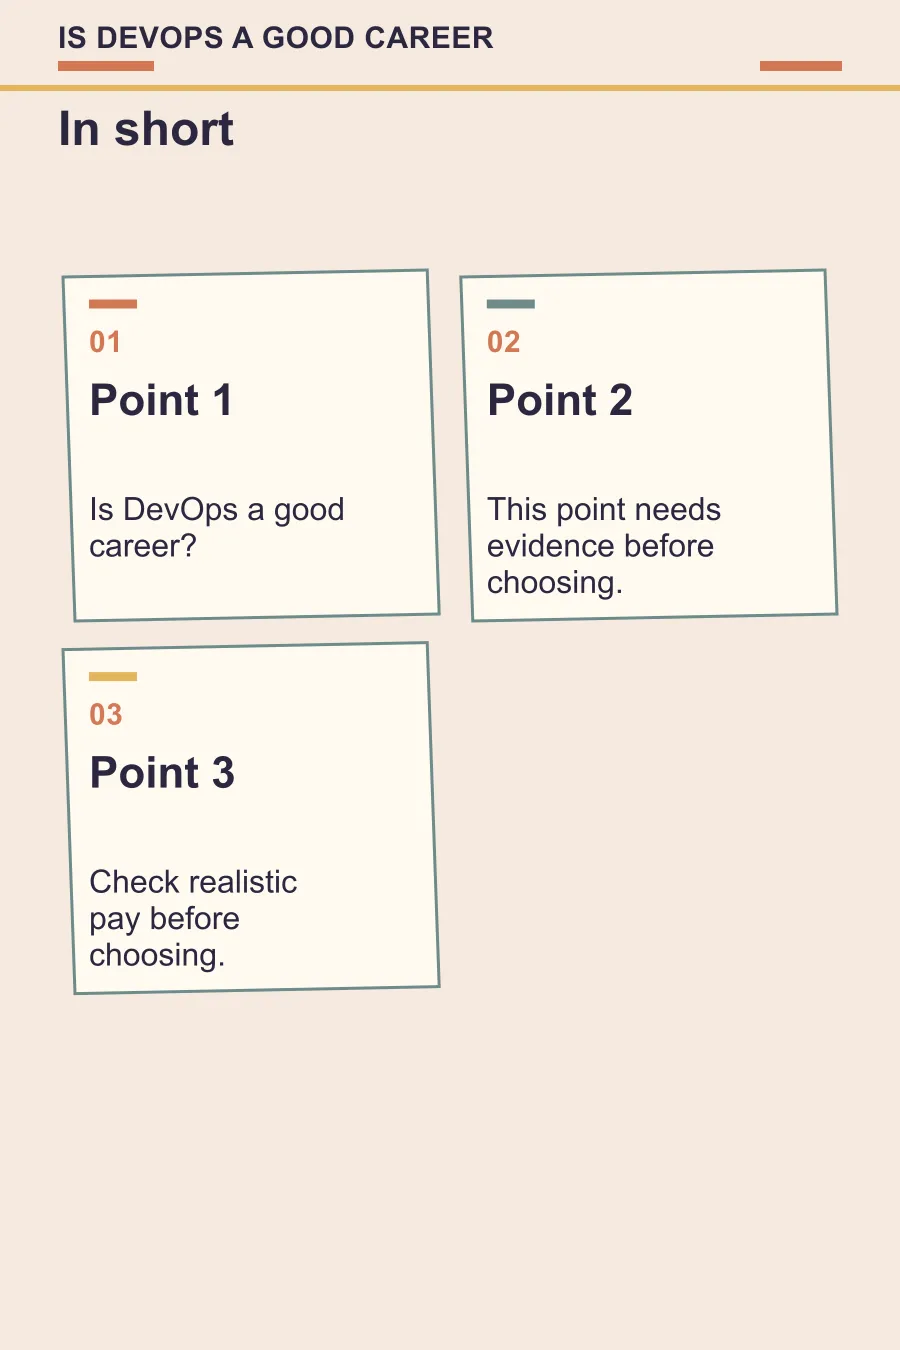 IS DEVOPS A GOOD CAREER
In short
01
Point 1
Is DevOps a good
career?
02
Point 2
This point needs
evidence before
choosing.
03
Point 3
Check realistic
pay before
choosing.